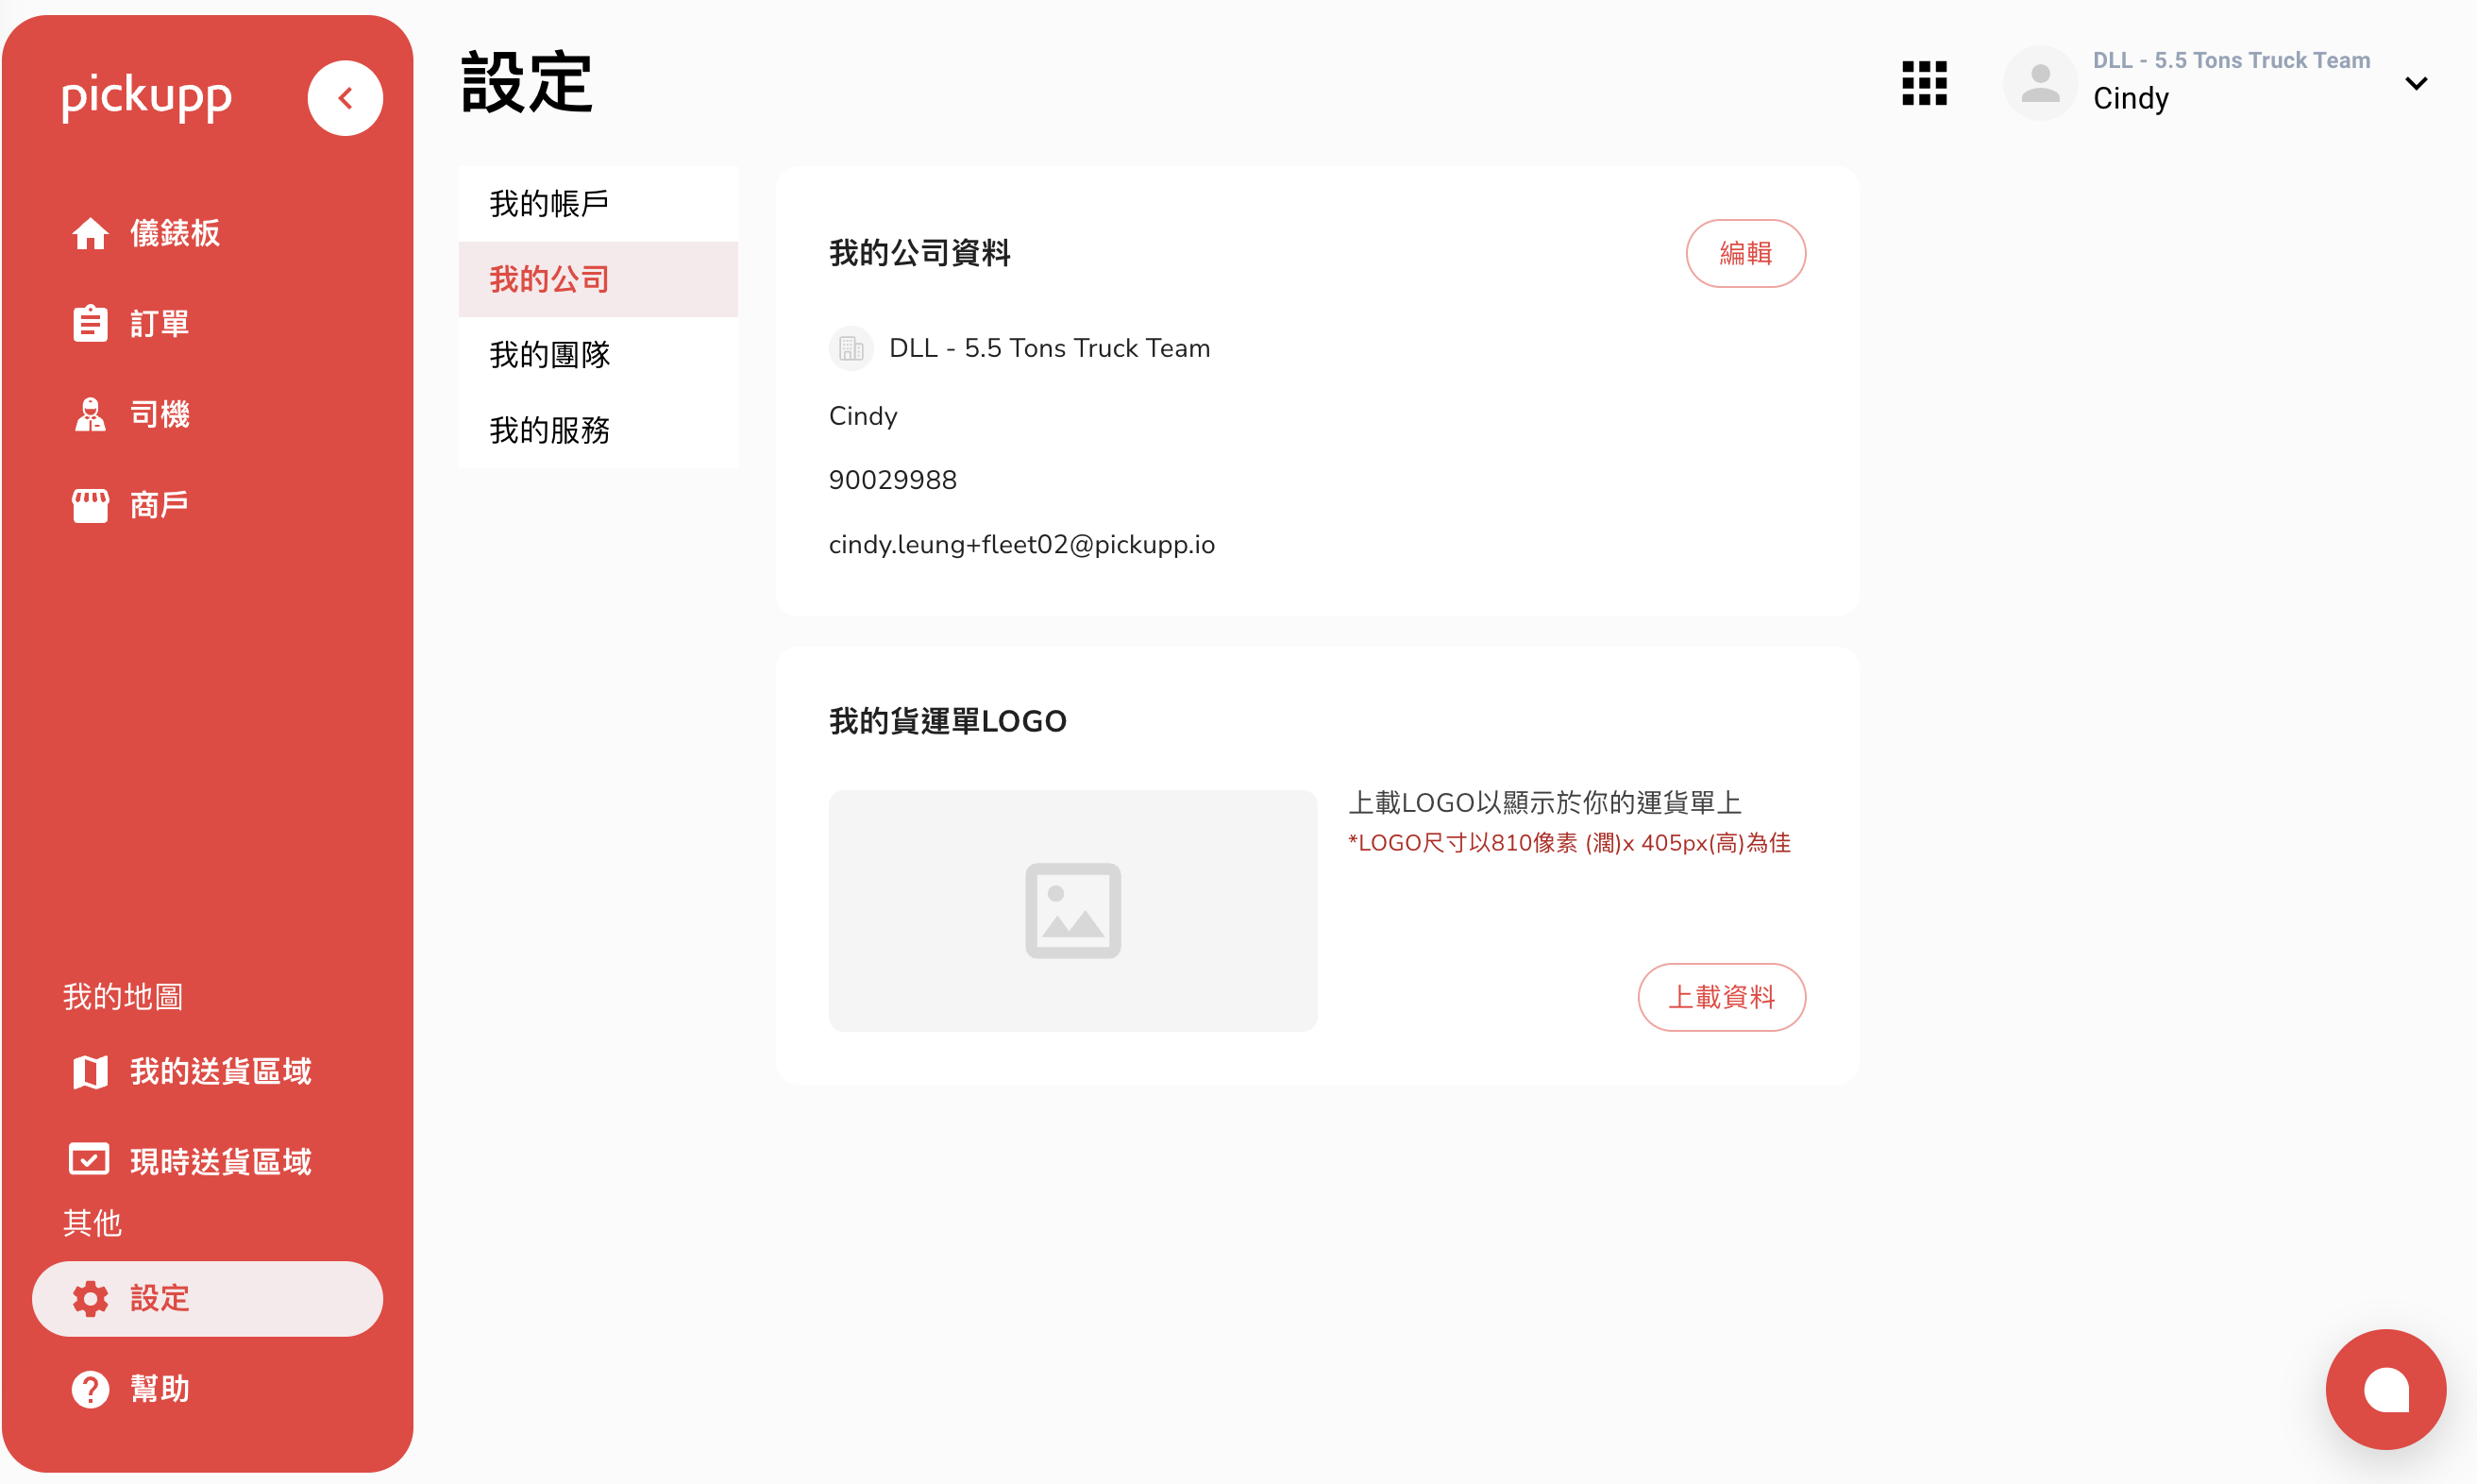 pickupp
儀錶板
訂單
司機
商戶
我的地圖
我的送貨區域
現時送貨區域
其他
設定
幫助
設定
DLL - 5.5 Tons Truck Team
Cindy
我的帳戶
我的公司
我的團隊
我的服務
我的公司資料
編輯
DLL - 5.5 Tons Truck Team
Cindy
90029988
cindy.leung+fleet02@pickupp.io
我的貨運單LOGO
上載LOGO以顯示於你的運貨單上
*LOGO尺寸以810像素 (濶)x 405px(高)為佳
上載資料